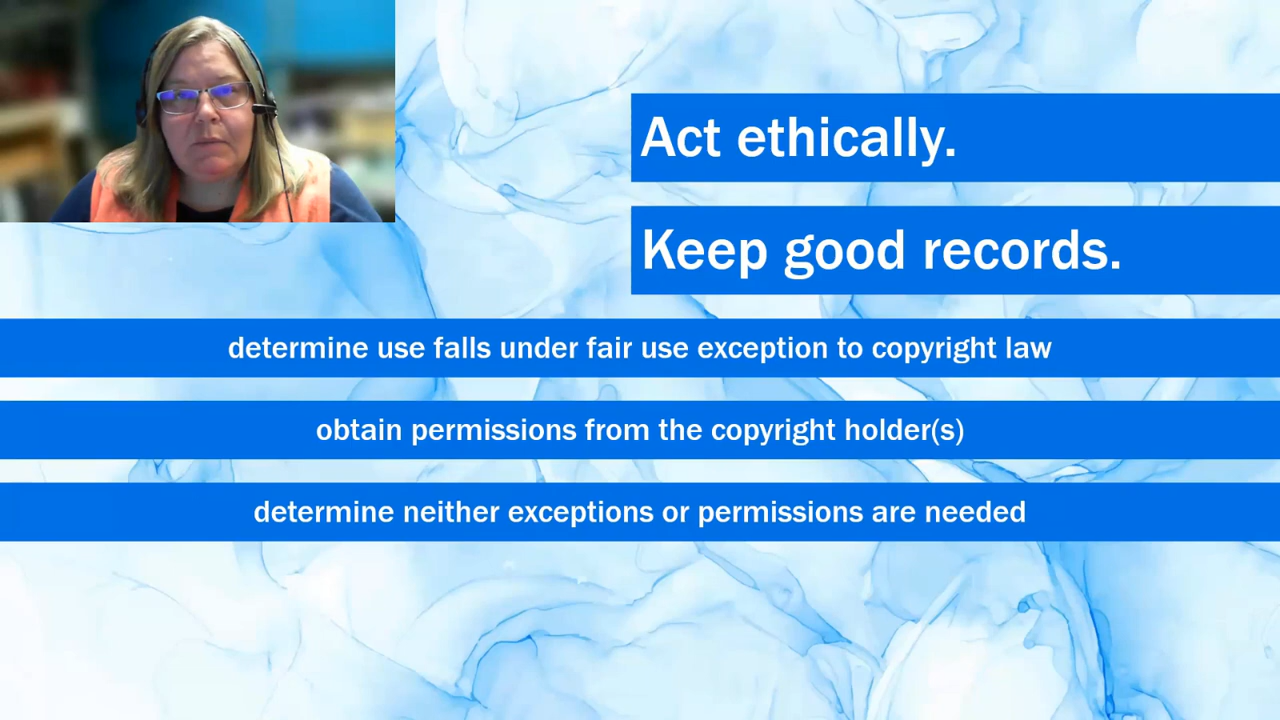 Act ethically.
Keep good records.
determine use falls under fair use exception to copyright law
obtain permissions from the copyright holder(s)
determine neither exceptions or permissions are needed